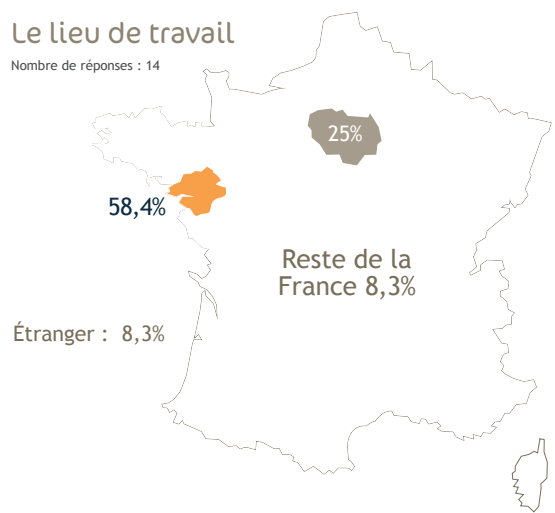 Le lieu de travail
Nombre de réponses : 14
25%
58,4%
Reste de la
France 8,3%
Étranger : 8,3%